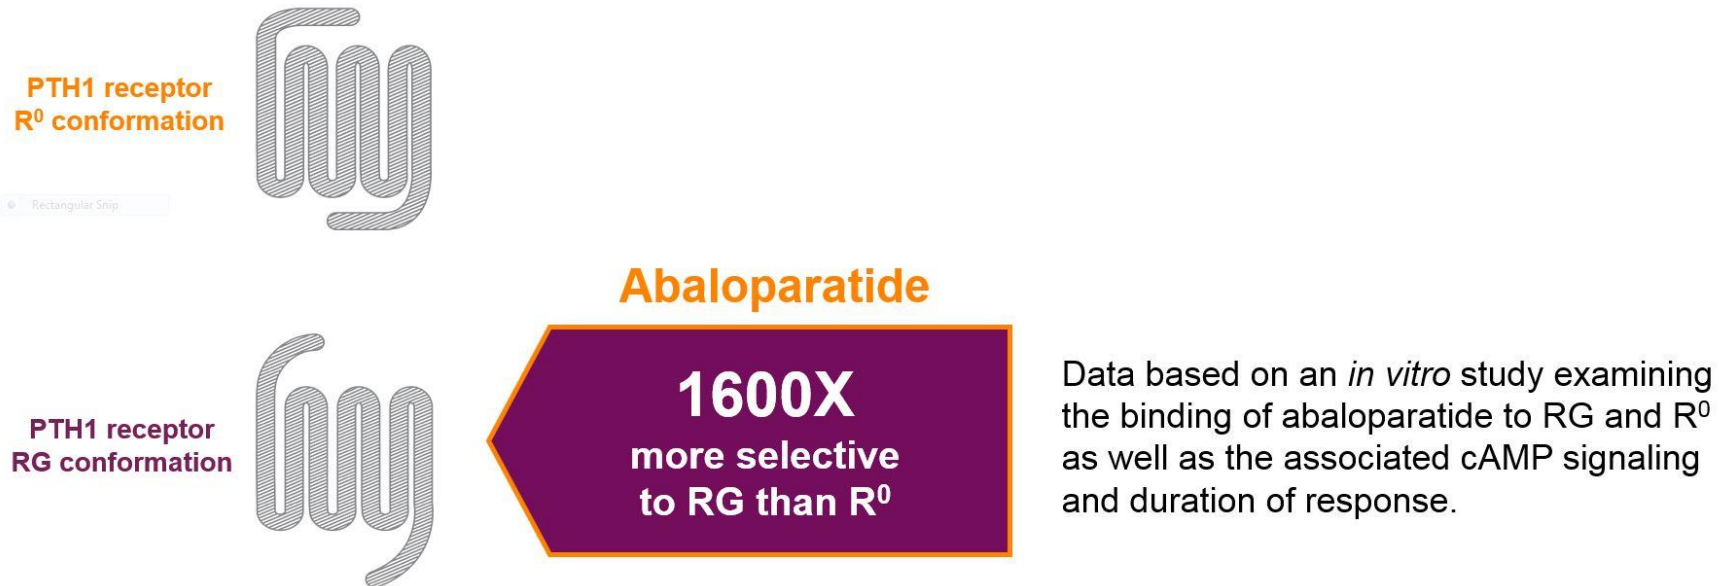 PTH1 receptor
R⁰ conformation
Rectangular Snip
Abaloparatide
1600X
more selective
to RG than R⁰
PTH1 receptor
RG conformation
Data based on an in vitro study examining
the binding of abaloparatide to RG and R⁰
as well as the associated cAMP signaling
and duration of response.